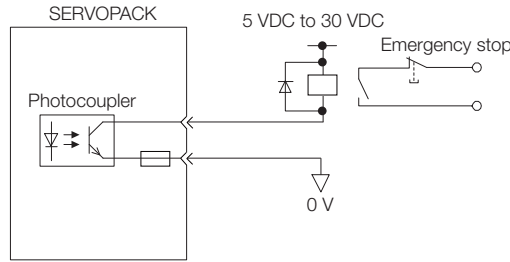 SERVOPACK
5 VDC to 30 VDC
Emergency stop
Photocoupler
0 V